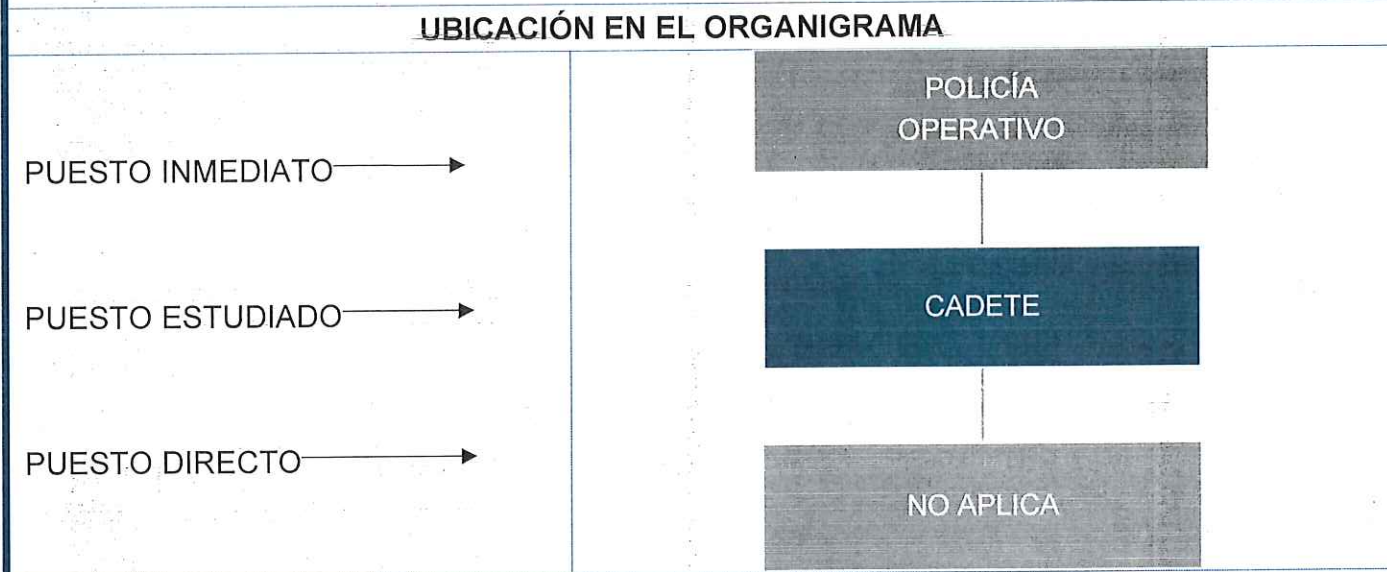 UBICACIÓN EN EL ORGANIGRAMA
PUESTO INMEDIATO
POLICÍA
OPERATIVO
PUESTO ESTUDIADO
CADETE
PUESTO DIRECTO
NO APLICA